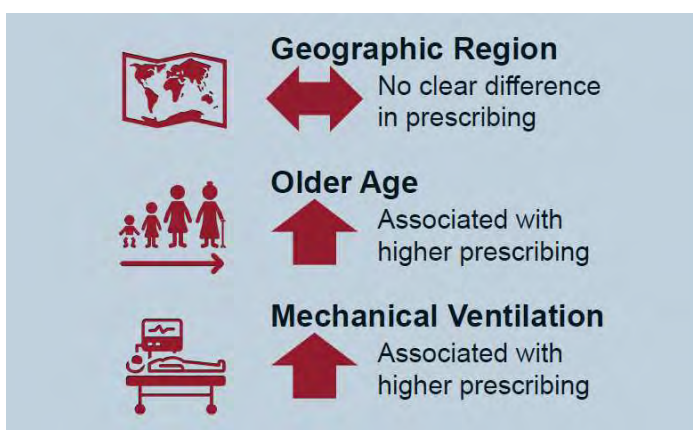 Geographic Region
No clear difference
in prescribing
Older Age
Associated with
higher prescribing
Mechanical Ventilation
Associated with
higher prescribing